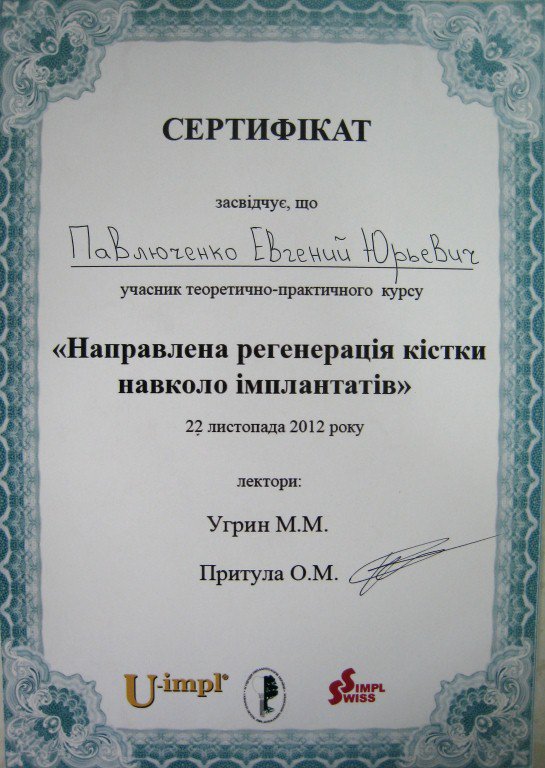 СЕРТИФІКАТ
засвідчує, що
Павлюченко Евгений Юрьевич
учасник теоретично-практичного курсу
«Направлена регенерація кістки
навколо імплантатів»
22 листопада 2012 року
лектори:
Угрин М.М.
Притула О.М.
U-impl®
SIMPL
SWISS